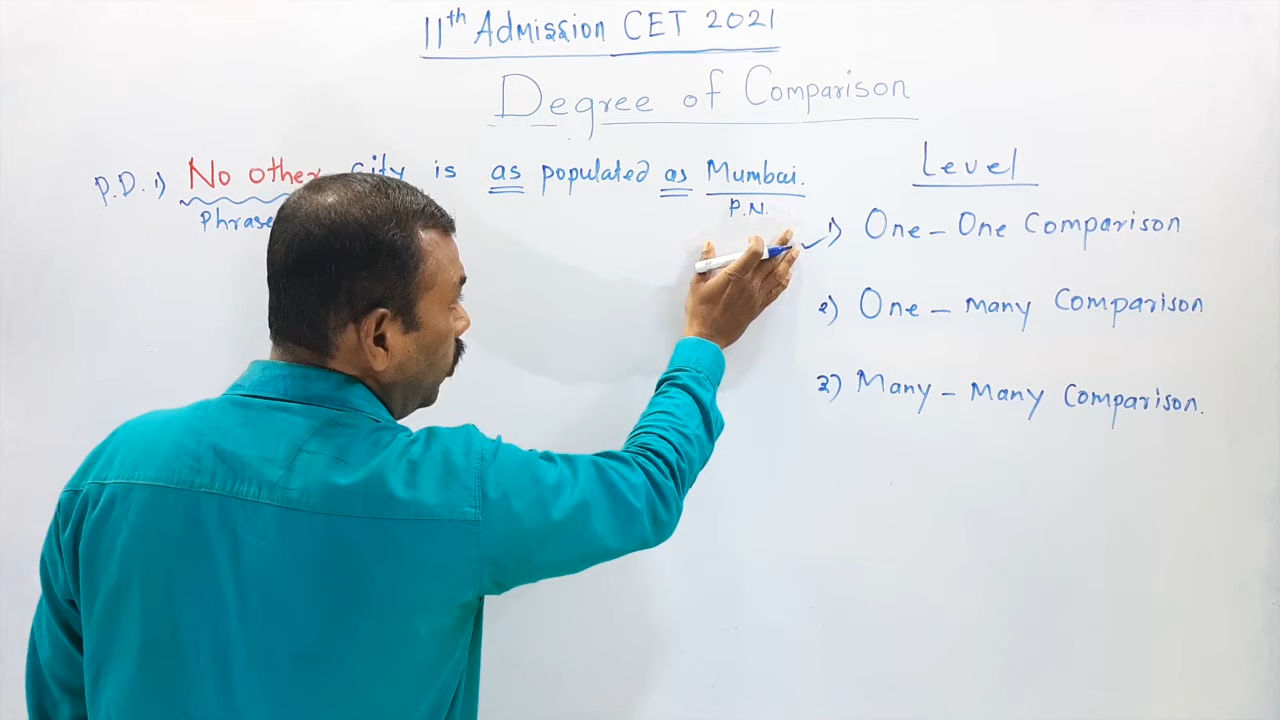 11th Admission CET 2021
Degree of Comparison
P.D. 1) No other city is as populated as Mumbai.
Phrase
P.N.
Level
1) One - One Comparison
2) One - many Comparison
3) Many - Many Comparison.